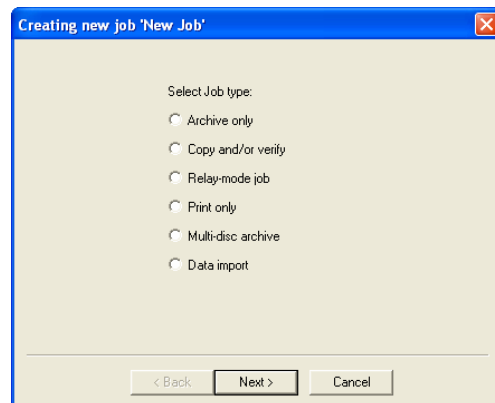 Creating new job 'New Job'
Select Job type:
Archive only
Copy and/or verify
Relay-mode job
Print only
Multi-disc archive
Data import
< Back Next > Cancel